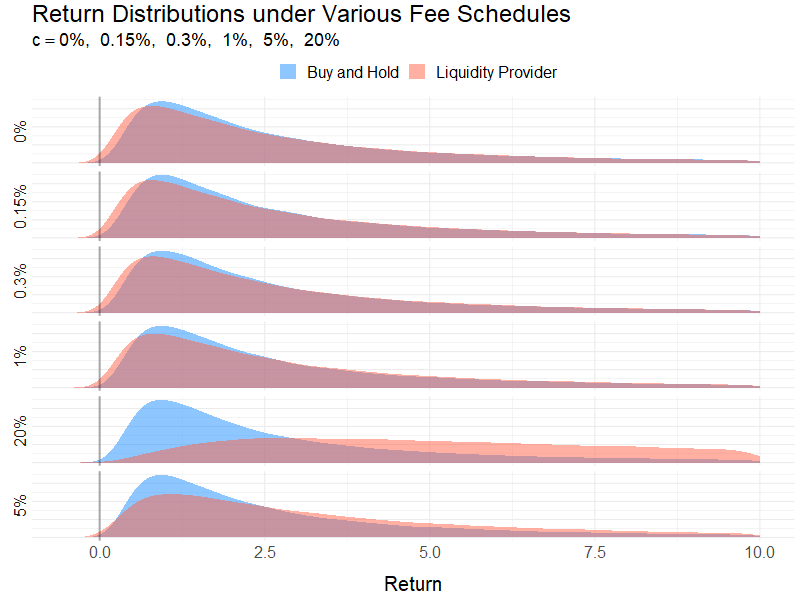 Return Distributions under Various Fee Schedules
c = 0%, 0.15%, 0.3%, 1%, 5%, 20%
Buy and Hold Liquidity Provider
0%
0.15%
0.3%
1%
20%
5%
0.0 2.5 5.0 7.5 10.0
Return